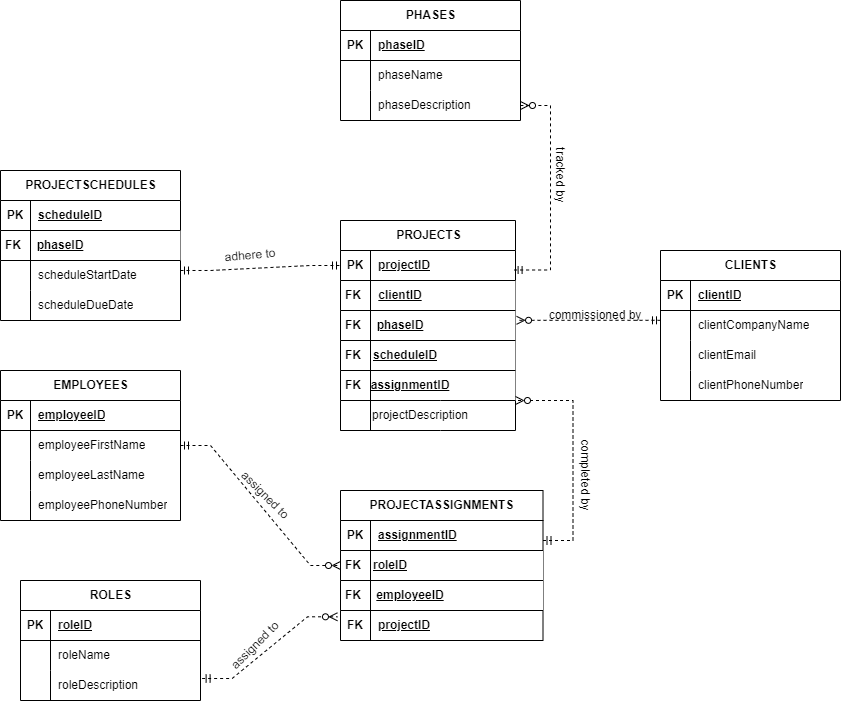 PHASES
PK phaseID
phaseName
phaseDescription
tracked by
PROJECTSCHEDULES
PK scheduleID
FK phaseID
scheduleStartDate
scheduleDueDate
adhere to
PROJECTS
PK projectID
FK clientID
FK phaseID
FK scheduleID
FK assignmentID
projectDescription
commissioned by
CLIENTS
PK clientID
clientCompanyName
clientEmail
clientPhoneNumber
EMPLOYEES
PK employeeID
employeeFirstName
employeeLastName
employeePhoneNumber
assigned to
completed by
PROJECTASSIGNMENTS
PK assignmentID
FK roleID
FK employeeID
FK projectID
ROLES
PK roleID
roleName
roleDescription
assigned to